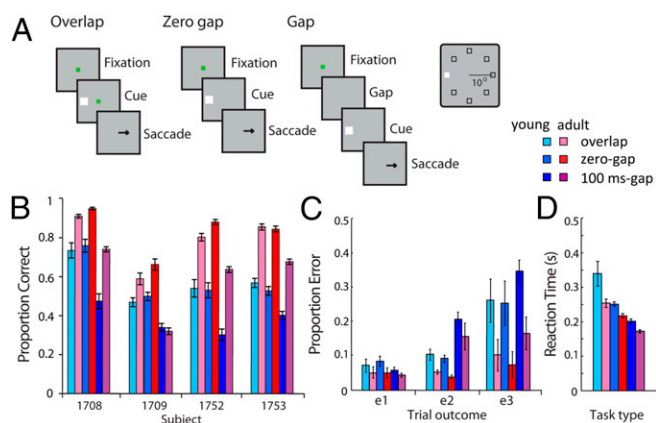 A
Overlap
Fixation
Cue
Saccade
Zero gap
Fixation
Cue
Saccade
Gap
Fixation
Gap
Cue
Saccade
10°
young adult
overlap
zero-gap
100 ms-gap
B
Proportion Correct
1
0.8
0.6
0.4
0.2
0
1708 1709 1752 1753
Subject
C
Proportion Error
0.5
0.4
0.3
0.2
0.1
0
e1 e2 e3
Trial outcome
D
Reaction Time (s)
0.5
0.4
0.3
0.2
0.1
0.0
Task type